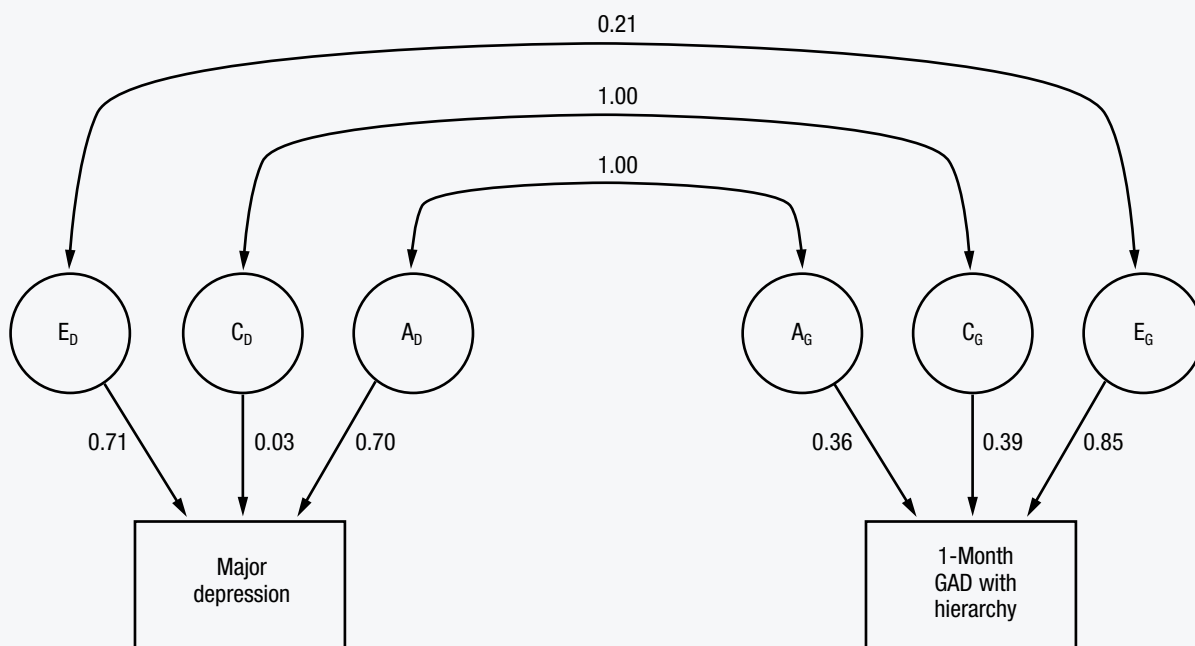 0.21
1.00
1.00
E_D
C_D
A_D
A_G
C_G
E_G
0.71
0.03
0.70
0.36
0.39
0.85
Major
depression
1-Month
GAD with
hierarchy